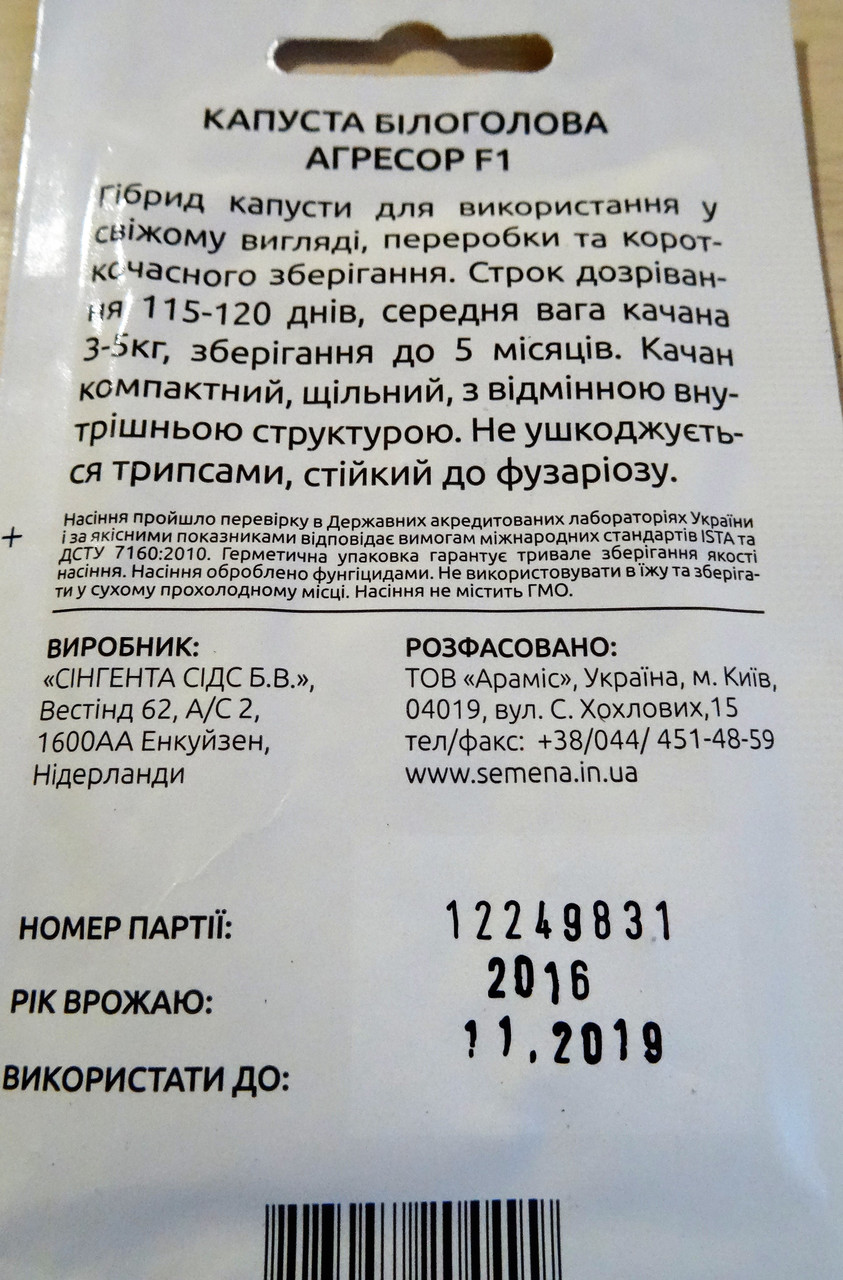 КАПУСТА БІЛОГОЛОВА
АГРЕСОР F1
Гібрид капусти для використання у
свіжому вигляді, переробки та корот-
кочасного зберігання. Строк дозріван-
ня 115-120 днів, середня вага качана
3-5кг, зберігання до 5 місяців. Качан
компактний, щільний, з відмінною вну-
трішньою структурою. Не ушкоджуєть-
ся трипсами, стійкий до фузаріозу.
Насіння пройшло перевірку в Державних акредитованих лабораторіях України
+ і за якісними показниками відповідає вимогам міжнародних стандартів ISTA та
ДСТУ 7160:2010. Герметична упаковка гарантує тривале зберігання якості
насіння. Насіння оброблено фунгіцидами. Не використовувати в їжу та зберіга-
ти у сухому прохолодному місці. Насіння не містить ГМО.
ВИРОБНИК:
«СІНГЕНТА СІДС Б.В.»,
Вестінд 62, А/С 2,
1600АА Енкуйзен,
Нідерланди
РОЗФАСОВАНО:
ТОВ «Араміс», Україна, м. Київ,
04019, вул. С. Хохлових,15
тел/факс: +38/044/ 451-48-59
www.semena.in.ua
НОМЕР ПАРТІЇ: 12249831
РІК ВРОЖАЮ: 2016
ВИКОРИСТАТИ ДО: 11.2019